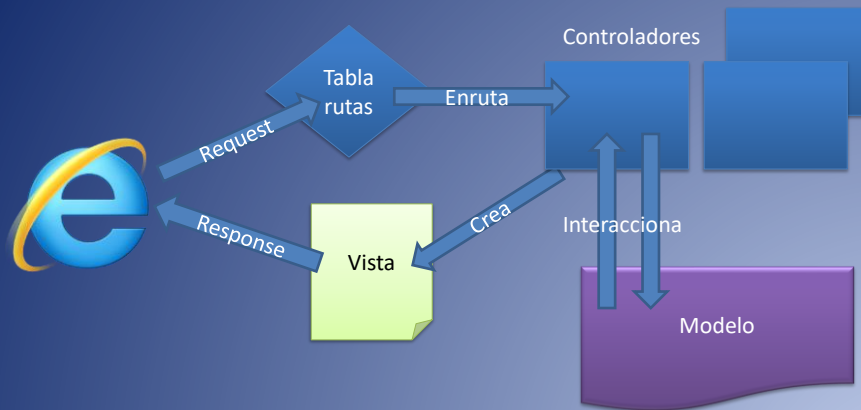 Controladores
Tabla
rutas
Enruta
Request
Response
Vista
Crea
Interacciona
Modelo